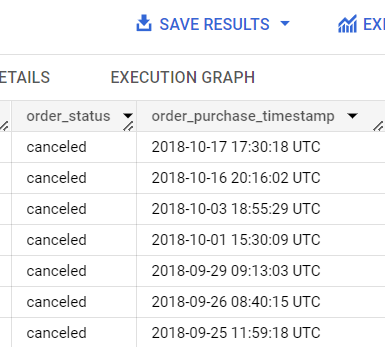 SAVE RESULTS EX
ETAILS EXECUTION GRAPH
order_status order_purchase_timestamp
canceled 2018-10-17 17:30:18 UTC
canceled 2018-10-16 20:16:02 UTC
canceled 2018-10-03 18:55:29 UTC
canceled 2018-10-01 15:30:09 UTC
canceled 2018-09-29 09:13:03 UTC
canceled 2018-09-26 08:40:15 UTC
canceled 2018-09-25 11:59:18 UTC